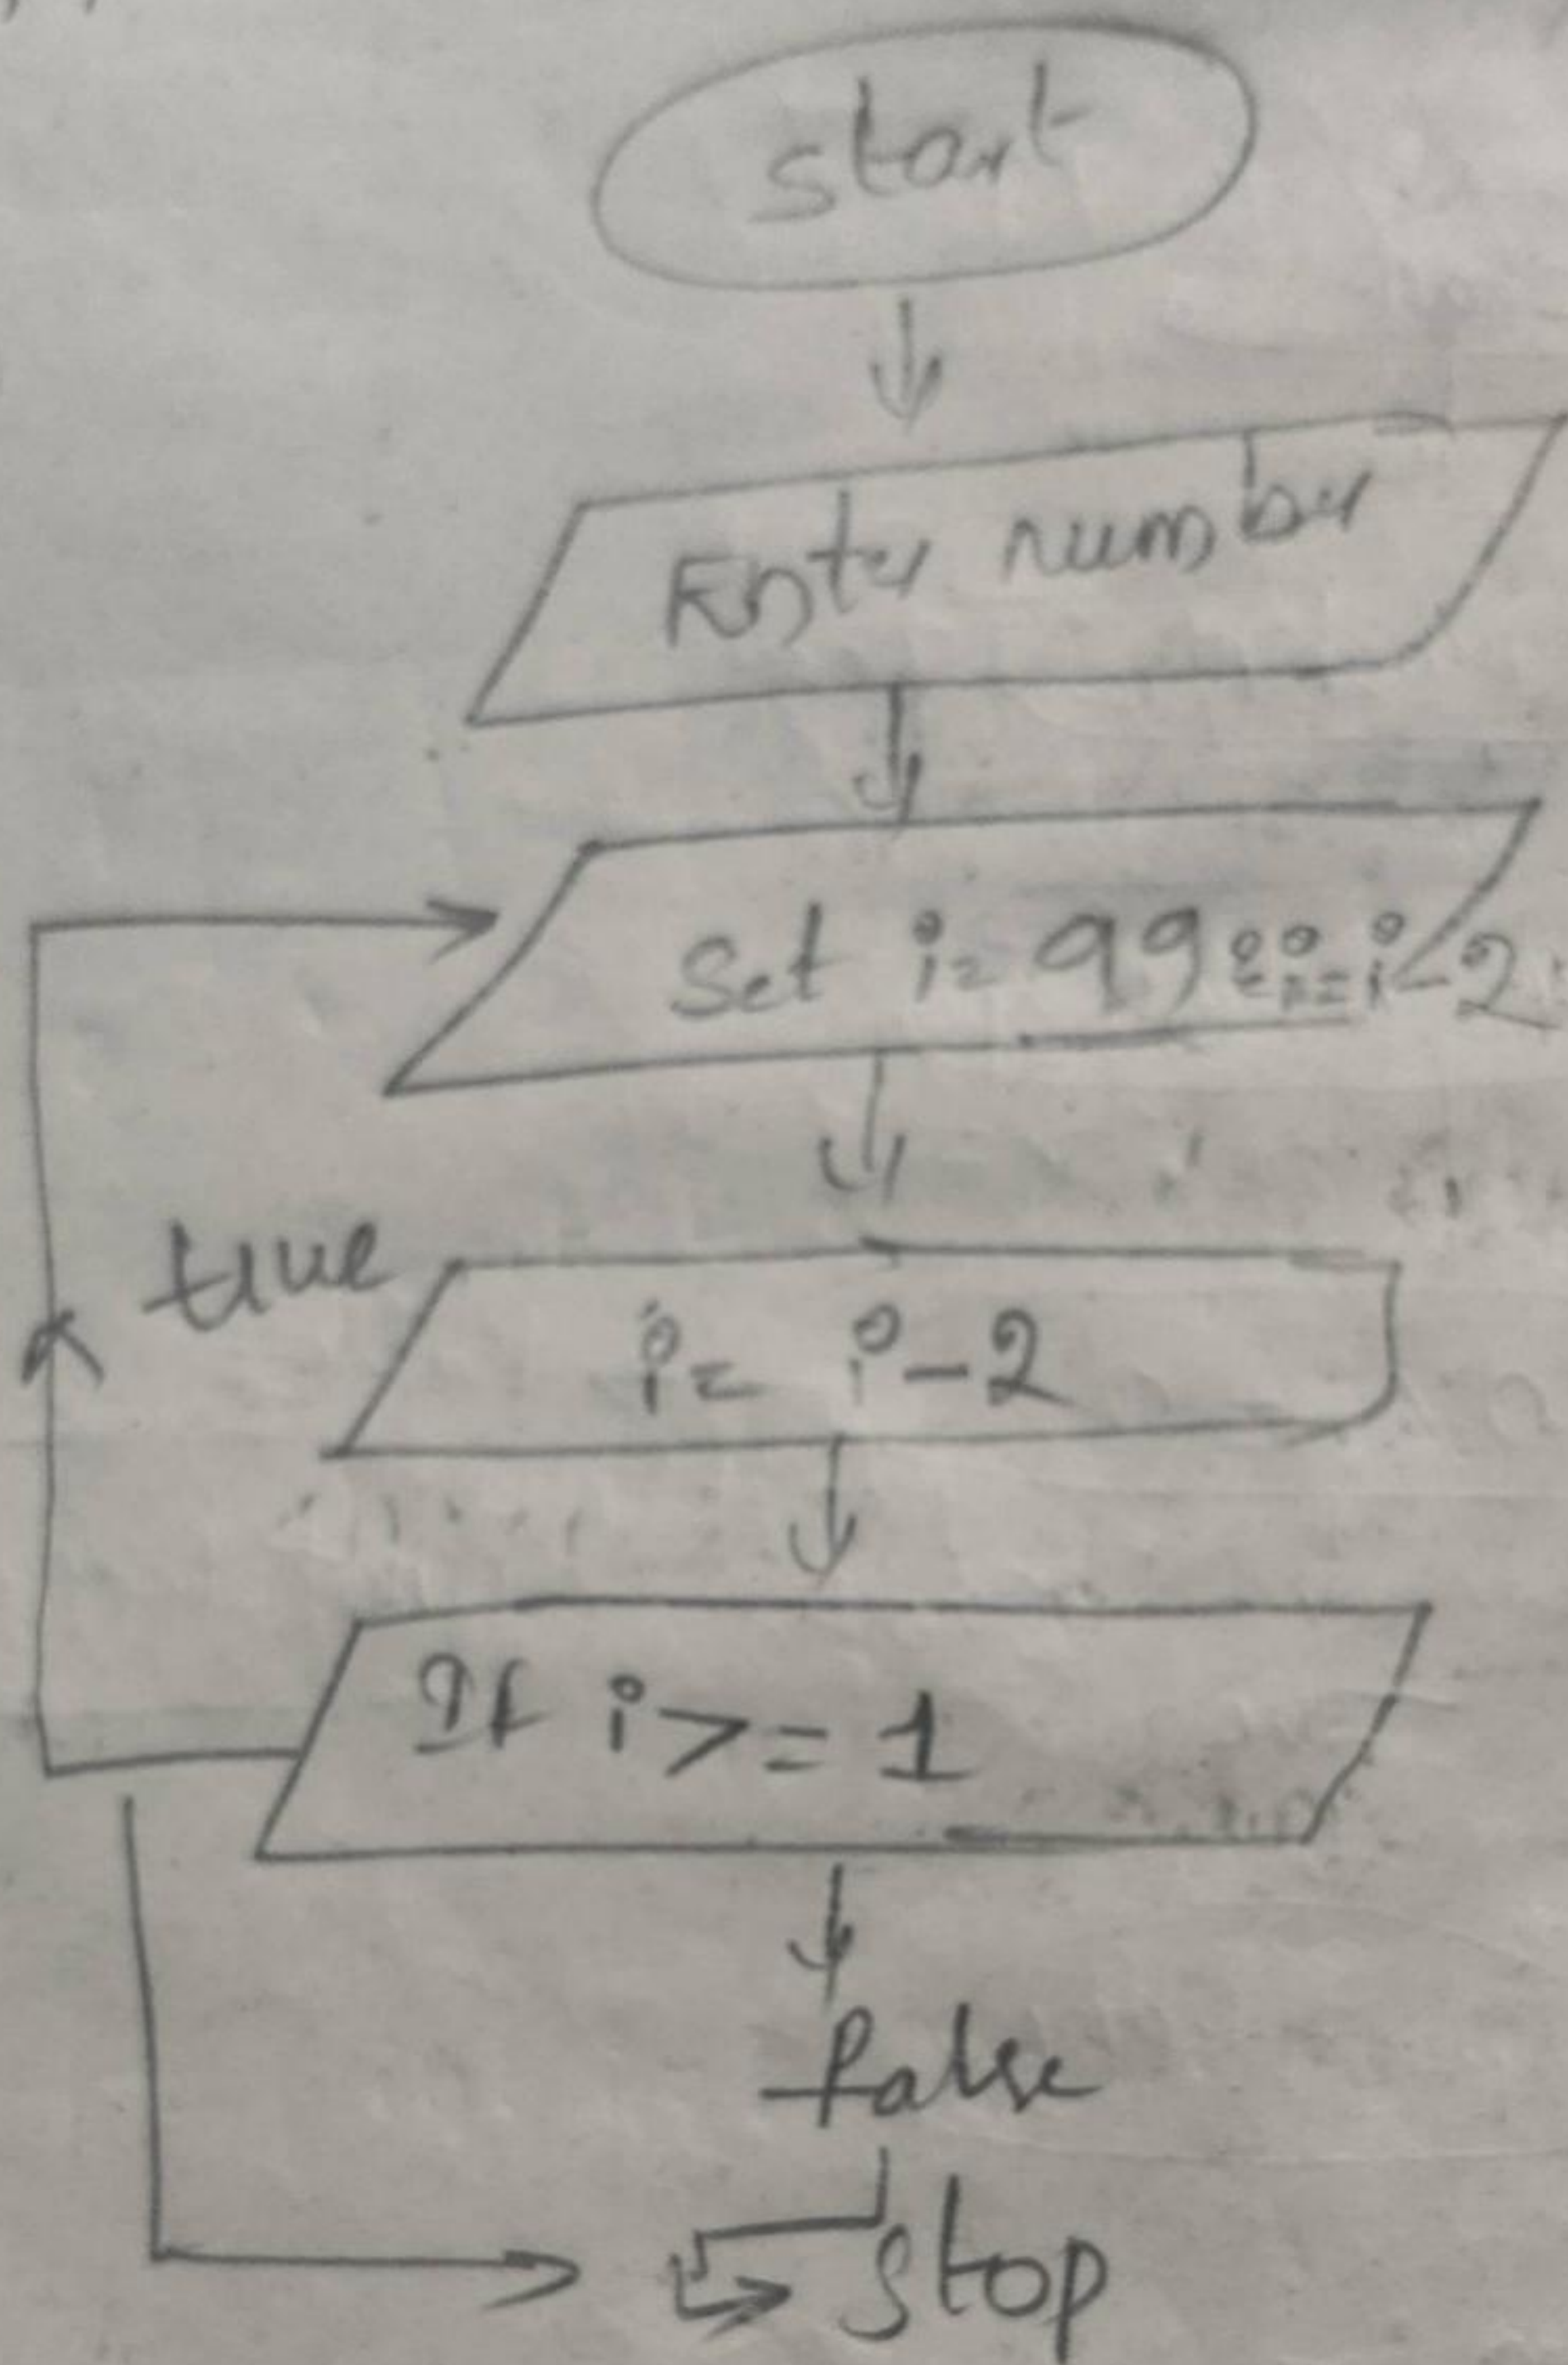 start
Enter number
Set i = 99 i = i - 2
true
i = i - 2
If i >= 1
false
stop